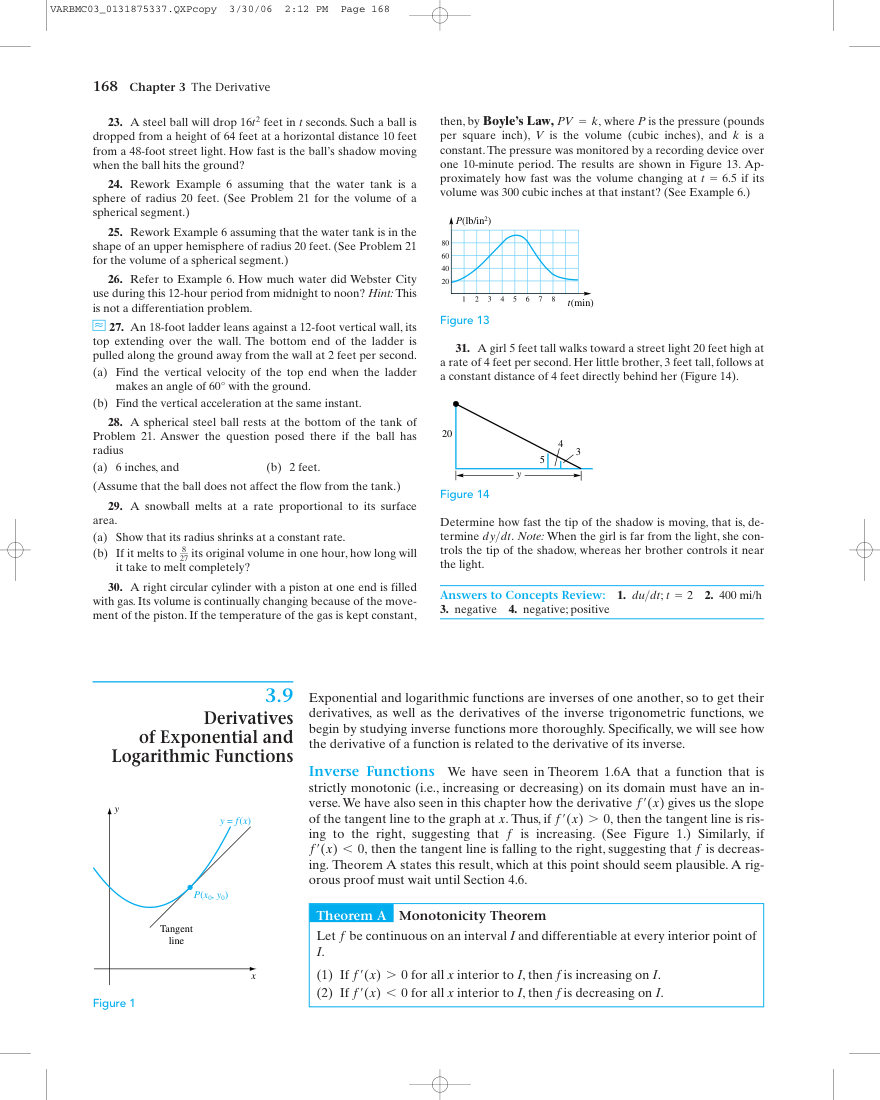 VARBMC03_0131875337.QXPcopy 3/30/06 2:12 PM Page 168
168 Chapter 3 The Derivative
23. A steel ball will drop 16t² feet in t seconds. Such a ball is
dropped from a height of 64 feet at a horizontal distance 10 feet
from a 48-foot street light. How fast is the ball's shadow moving
when the ball hits the ground?
24. Rework Example 6 assuming that the water tank is a
sphere of radius 20 feet. (See Problem 21 for the volume of a
spherical segment.)
25. Rework Example 6 assuming that the water tank is in the
shape of an upper hemisphere of radius 20 feet. (See Problem 21
for the volume of a spherical segment.)
26. Refer to Example 6. How much water did Webster City
use during this 12-hour period from midnight to noon? Hint: This
is not a differentiation problem.
≈ 27. An 18-foot ladder leans against a 12-foot vertical wall, its
top extending over the wall. The bottom end of the ladder is
pulled along the ground away from the wall at 2 feet per second.
(a) Find the vertical velocity of the top end when the ladder
makes an angle of 60° with the ground.
(b) Find the vertical acceleration at the same instant.
28. A spherical steel ball rests at the bottom of the tank of
Problem 21. Answer the question posed there if the ball has
radius
(a) 6 inches, and (b) 2 feet.
(Assume that the ball does not affect the flow from the tank.)
29. A snowball melts at a rate proportional to its surface
area.
(a) Show that its radius shrinks at a constant rate.
(b) If it melts to 8/27 its original volume in one hour, how long will
it take to melt completely?
30. A right circular cylinder with a piston at one end is filled
with gas. Its volume is continually changing because of the move-
ment of the piston. If the temperature of the gas is kept constant,
then, by Boyle's Law, PV = k, where P is the pressure (pounds
per square inch), V is the volume (cubic inches), and k is a
constant. The pressure was monitored by a recording device over
one 10-minute period. The results are shown in Figure 13. Ap-
proximately how fast was the volume changing at t = 6.5 if its
volume was 300 cubic inches at that instant? (See Example 6.)
P(lb/in²)
80
60
40
20
1 2 3 4 5 6 7 8 t(min)
Figure 13
31. A girl 5 feet tall walks toward a street light 20 feet high at
a rate of 4 feet per second. Her little brother, 3 feet tall, follows at
a constant distance of 4 feet directly behind her (Figure 14).
20
4
5
3
y
Figure 14
Determine how fast the tip of the shadow is moving, that is, de-
termine dy/dt. Note: When the girl is far from the light, she con-
trols the tip of the shadow, whereas her brother controls it near
the light.
Answers to Concepts Review: 1. du/dt; t = 2 2. 400 mi/h
3. negative 4. negative; positive
3.9
Derivatives
of Exponential and
Logarithmic Functions
Exponential and logarithmic functions are inverses of one another, so to get their
derivatives, as well as the derivatives of the inverse trigonometric functions, we
begin by studying inverse functions more thoroughly. Specifically, we will see how
the derivative of a function is related to the derivative of its inverse.
Inverse Functions We have seen in Theorem 1.6A that a function that is
strictly monotonic (i.e., increasing or decreasing) on its domain must have an in-
verse. We have also seen in this chapter how the derivative f′(x) gives us the slope
of the tangent line to the graph at x. Thus, if f′(x) > 0, then the tangent line is ris-
ing to the right, suggesting that f is increasing. (See Figure 1.) Similarly, if
f′(x) < 0, then the tangent line is falling to the right, suggesting that f is decreas-
ing. Theorem A states this result, which at this point should seem plausible. A rig-
orous proof must wait until Section 4.6.
y
y = f(x)
P(x₀, y₀)
Tangent
line
x
Figure 1
Theorem A Monotonicity Theorem
Let f be continuous on an interval I and differentiable at every interior point of
I.
(1) If f′(x) > 0 for all x interior to I, then f is increasing on I.
(2) If f′(x) < 0 for all x interior to I, then f is decreasing on I.